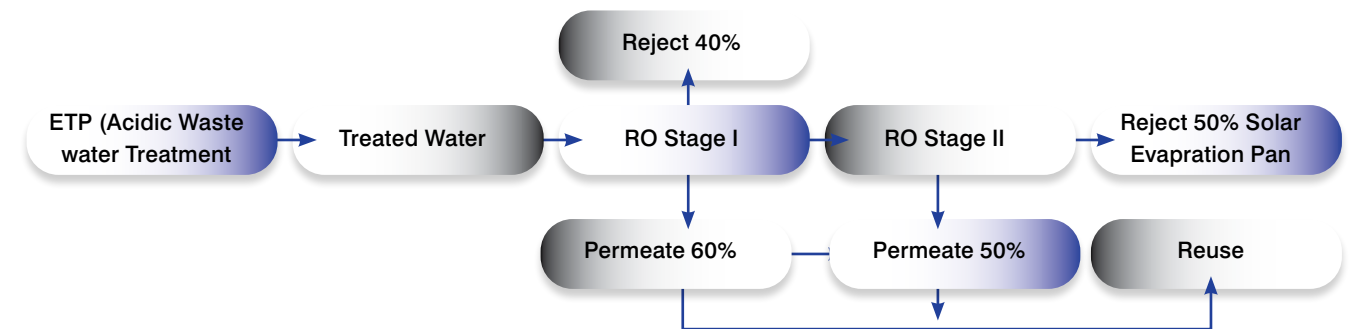 Reject 40%
ETP (Acidic Waste
water Treatment
Treated Water
RO Stage I
RO Stage II
Reject 50% Solar
Evapration Pan
Permeate 60%
Permeate 50%
Reuse